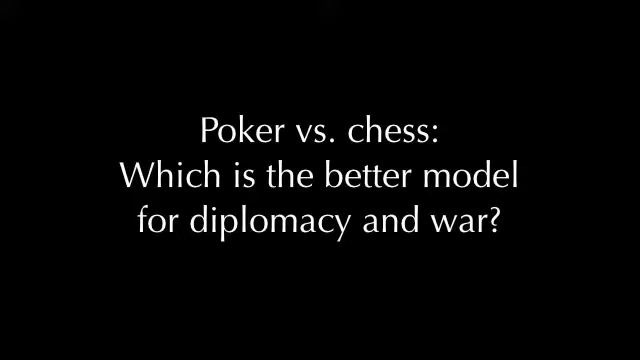 Poker vs. chess:
Which is the better model
for diplomacy and war?